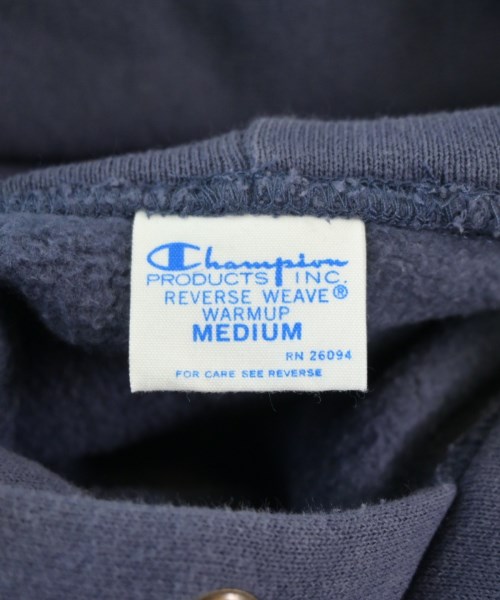 Champion
PRODUCTS INC.
REVERSE WEAVE®
WARMUP
MEDIUM
RN 26094
FOR CARE SEE REVERSE